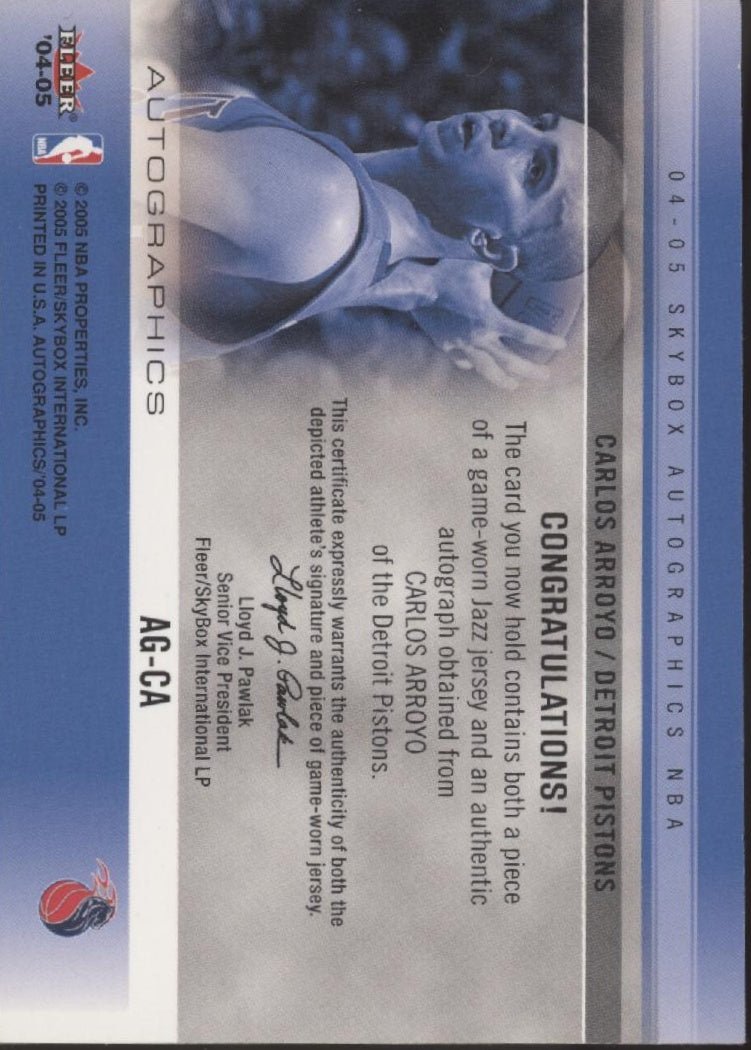 04-05 SKYBOX AUTOGRAPHICS NBA
CARLOS ARROYO / DETROIT PISTONS
CONGRATULATIONS!
The card you now hold contains both a piece
of a game-worn Jazz jersey and an authentic
autograph obtained from
CARLOS ARROYO
of the Detroit Pistons.
This certificate expressly warrants the authenticity of both the
depicted athlete's signature and piece of game-worn jersey.
Lloyd J. Pawlak
Lloyd J. Pawlak
Senior Vice President
Fleer/SkyBox International LP
AUTOGRAPHICS
AG-CA
FLEER®
'04-05
NBA
© 2005 NBA PROPERTIES, INC.
© 2005 FLEER/SKYBOX INTERNATIONAL LP
PRINTED IN U.S.A. AUTOGRAPHICS/'04-05